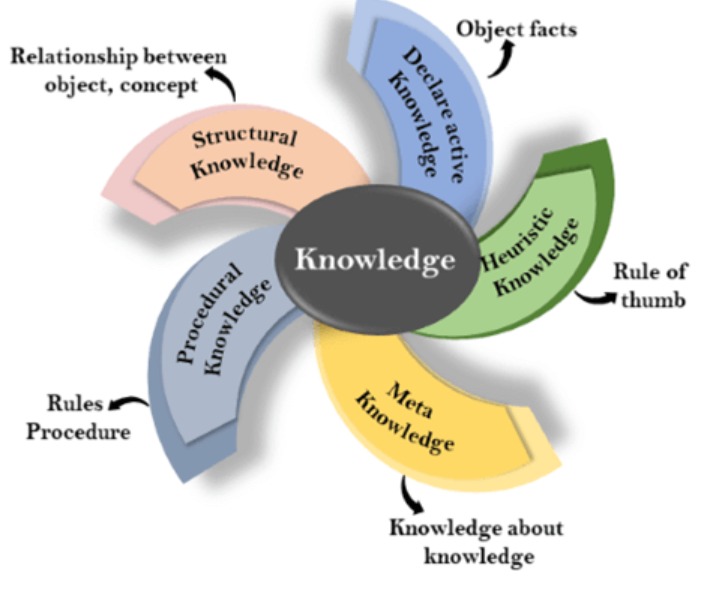 Object facts
Relationship between
object, concept
Declare active
Knowledge
Structural
Knowledge
Knowledge
Heuristic
Knowledge
Rule of
thumb
Procedural
Knowledge
Rules
Procedure
Meta
Knowledge
Knowledge about
knowledge